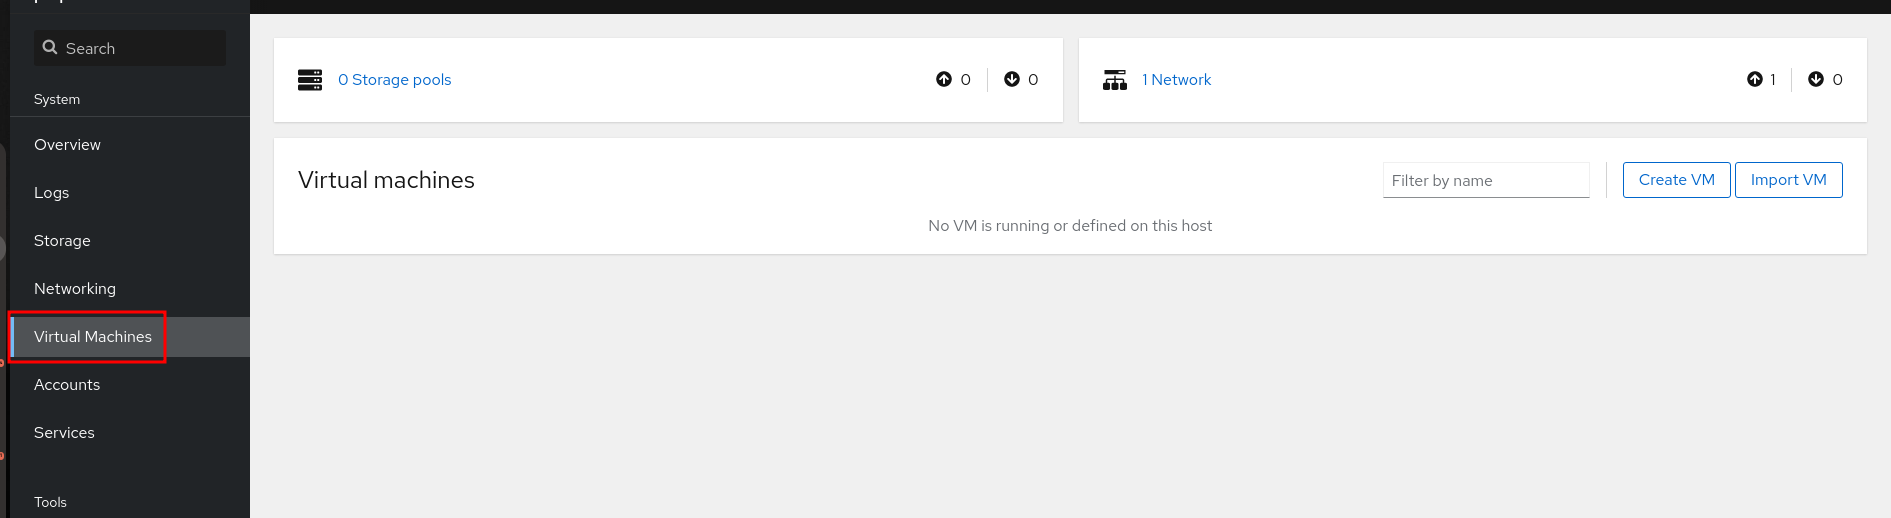 Search
System
Overview
Logs
Storage
Networking
Virtual Machines
Accounts
Services
Tools
0 Storage pools 0 0
1 Network 1 0
Virtual machines
Filter by name
Create VM Import VM
No VM is running or defined on this host